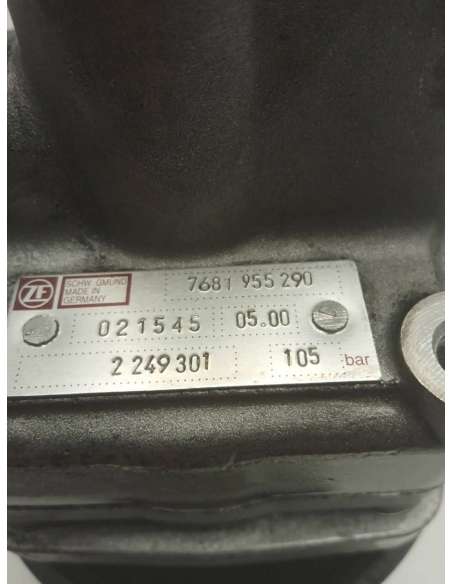 ZF
SCHW. GMÜND
MADE IN
GERMANY
7681 955 290
021545 05.00
2 249 301 105 bar